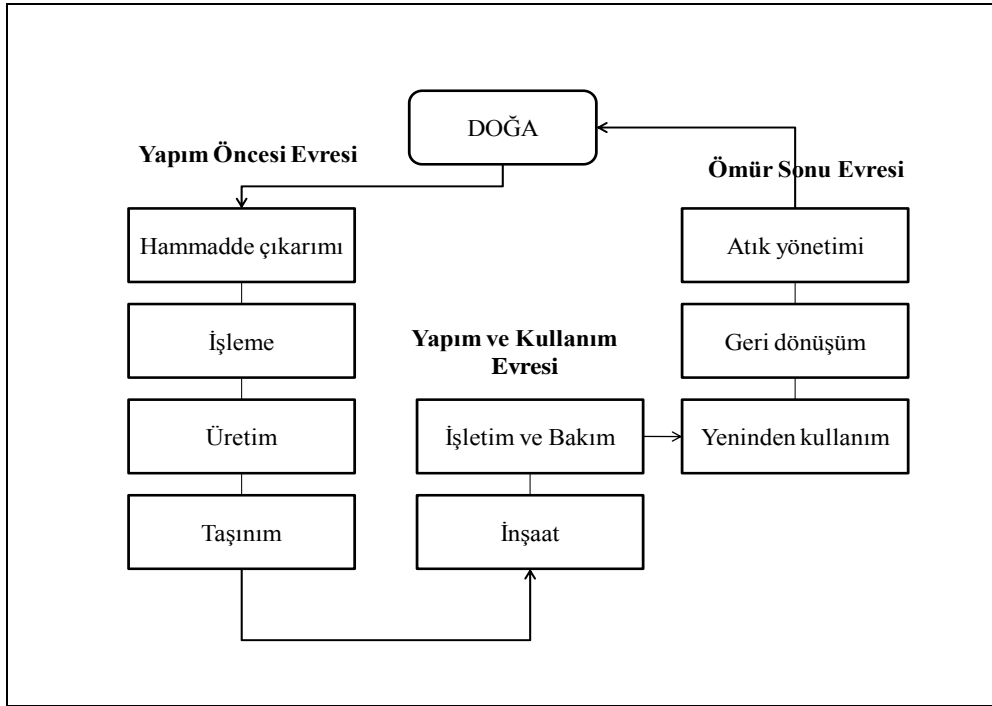 DOĞA
Yapım Öncesi Evresi
Hammadde çıkarımı
İşleme
Üretim
Taşınım
Yapım ve Kullanım
Evresi
İşletim ve Bakım
İnşaat
Ömür Sonu Evresi
Atık yönetimi
Geri dönüşüm
Yeninden kullanım